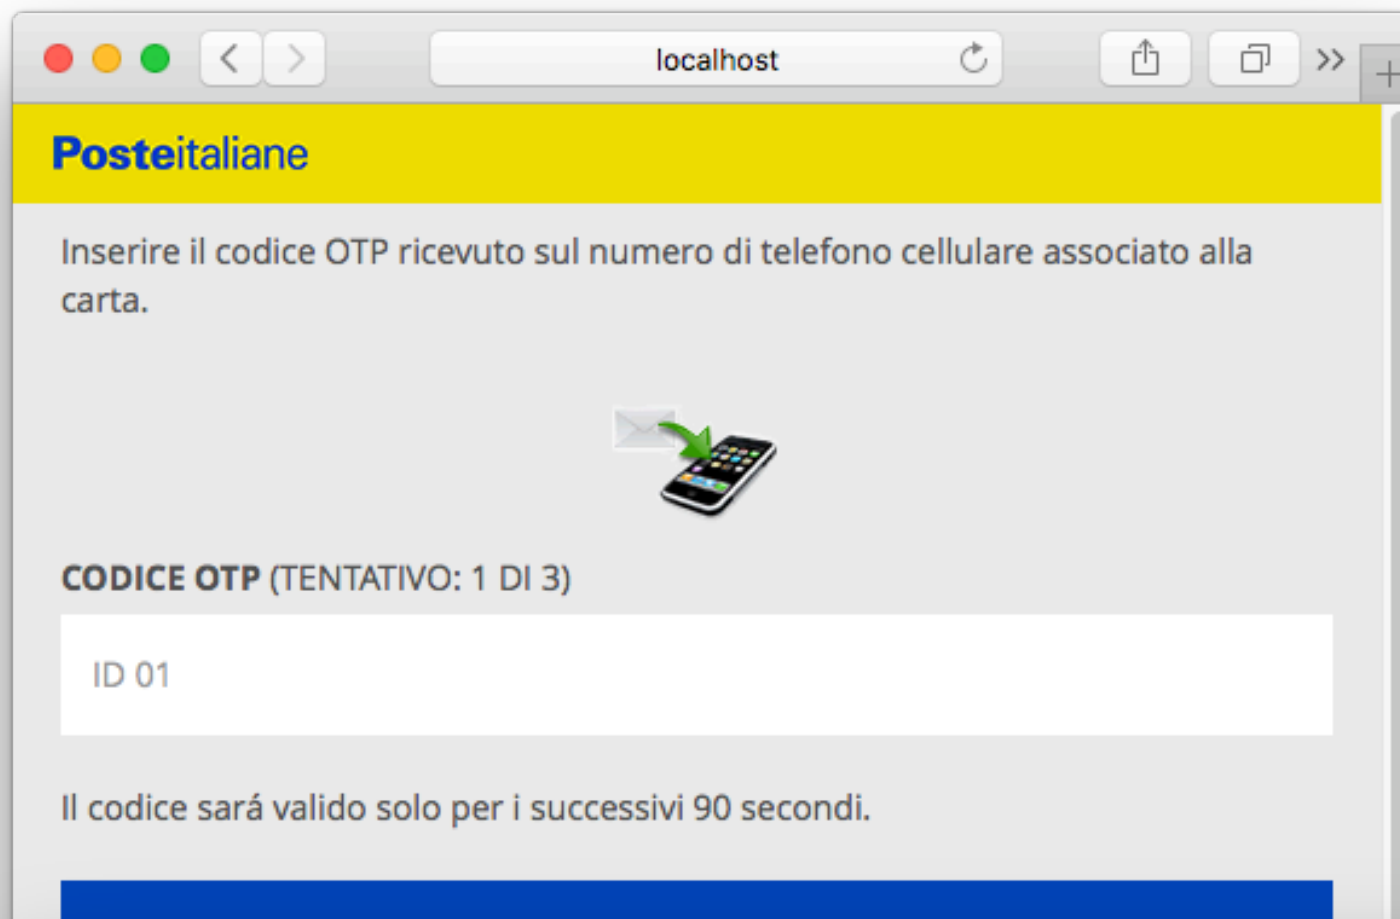 localhost
Posteitaliane
Inserire il codice OTP ricevuto sul numero di telefono cellulare associato alla
carta.
CODICE OTP (TENTATIVO: 1 DI 3)
ID 01
Il codice sará valido solo per i successivi 90 secondi.